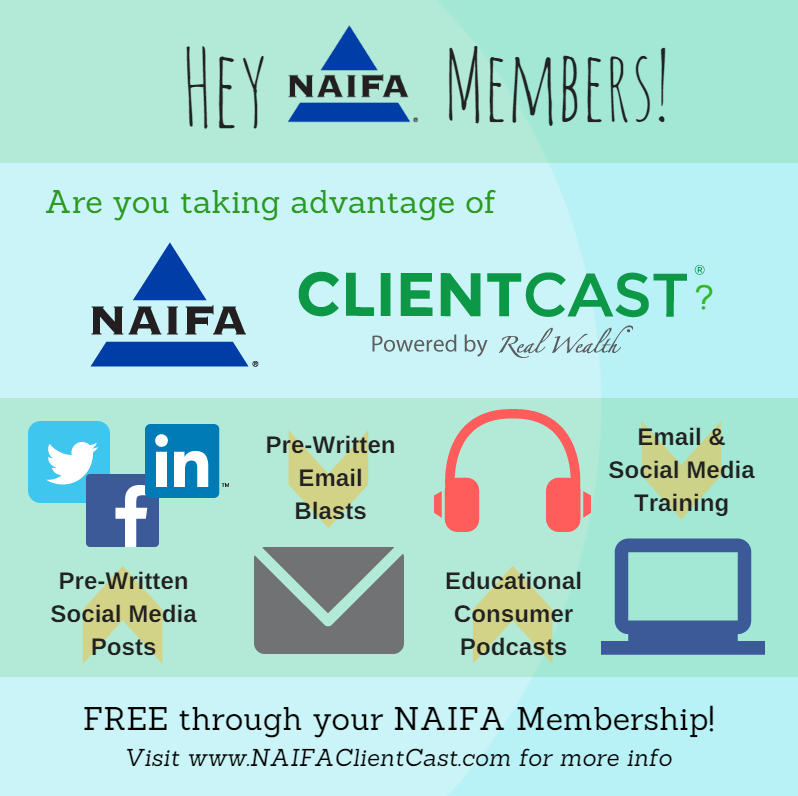 HEY NAIFA® MEMBERS!
Are you taking advantage of
NAIFA®
CLIENTCAST®?
Powered by Real Wealth
in™
f
Pre-Written
Social Media
Posts
Pre-Written
Email
Blasts
Educational
Consumer
Podcasts
Email &
Social Media
Training
FREE through your NAIFA Membership!
Visit www.NAIFAClientCast.com for more info